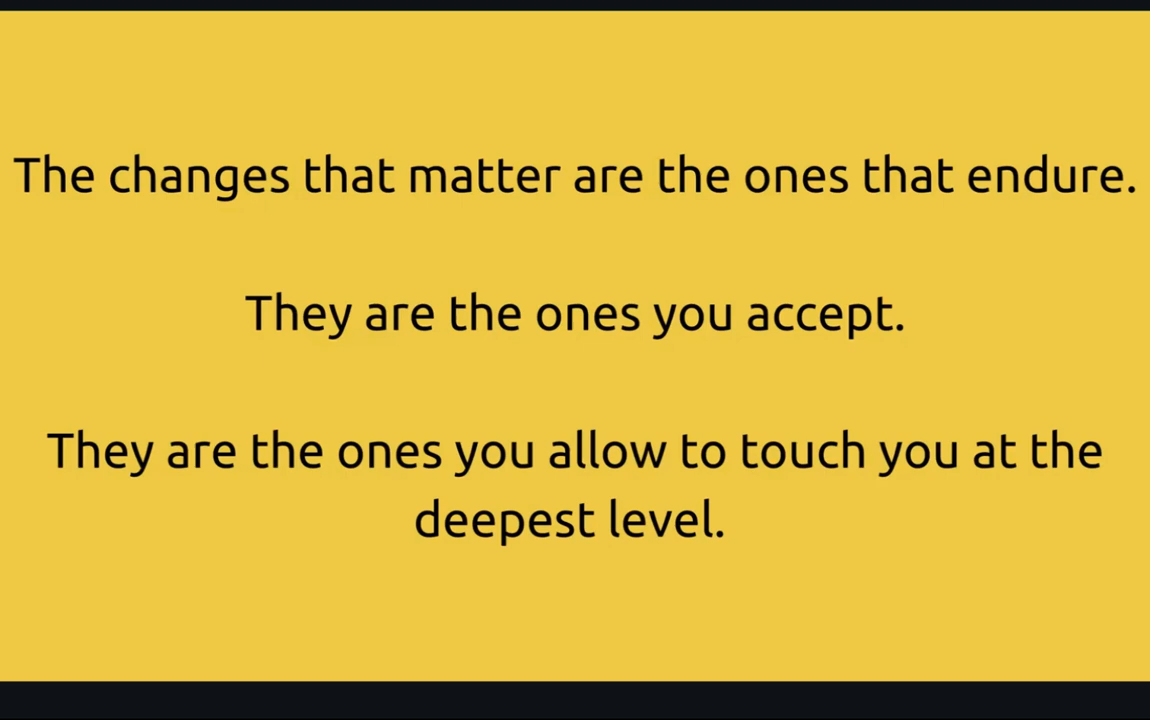 The changes that matter are the ones that endure.
They are the ones you accept.
They are the ones you allow to touch you at the
deepest level.